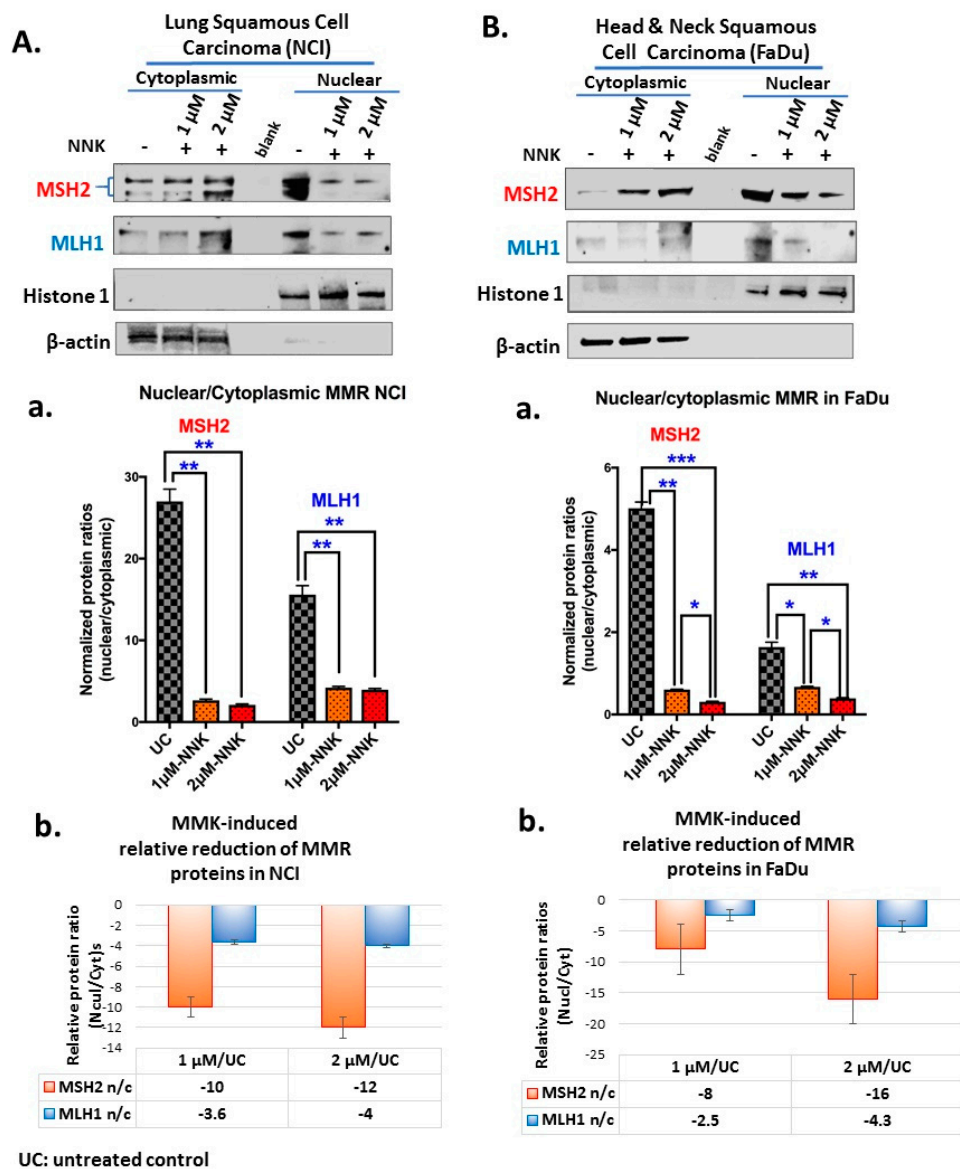 A.
Lung Squamous Cell
Carcinoma (NCI)
Cytoplasmic
Nuclear
1 µM
2 µM
blank
1 µM
2 µM
NNK - + + - + +
MSH2
MLH1
Histone 1
β-actin
a.
Nuclear/Cytoplasmic MMR NCI
MSH2
**
**
MLH1
**
**
Normalized protein ratios
(nuclear/cytoplasmic)
30
20
10
0
UC
1µM-NNK
2µM-NNK
UC
1µM-NNK
2µM-NNK
b.
MMK-induced
relative reduction of MMR
proteins in NCI
Relative protein ratio
(Ncul/Cyt)s
0
-2
-4
-6
-8
-10
-12
-14
1 µM/UC 2 µM/UC
MSH2 n/c -10 -12
MLH1 n/c -3.6 -4
UC: untreated control
B.
Head & Neck Squamous
Cell Carcinoma (FaDu)
Cytoplasmic
Nuclear
1 µM
2 µM
blank
1 µM
2 µM
NNK - + + - + +
MSH2
MLH1
Histone 1
β-actin
a.
Nuclear/cytoplasmic MMR in FaDu
MSH2
***
**
*
MLH1
**
*
*
Normalized protein ratios
(nuclear/cytoplasmic)
6
4
2
0
UC
1µM-NNK
2µM-NNK
UC
1µM-NNK
2µM-NNK
b.
MMK-induced
relative reduction of MMR
proteins in FaDu
Relative protein ratios
(Nucl/Cyt)
0
-5
-10
-15
-20
-25
1 µM/UC 2 µM/UC
MSH2 n/c -8 -16
MLH1 n/c -2.5 -4.3